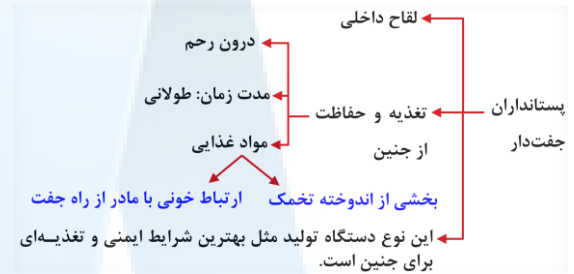 لقاح داخلی
درون رحم
مدت زمان: طولانی
پستانداران
جفت‌دار
تغذیه و حفاظت
از جنین
مواد غذایی
بخشی از اندوخته تخمک
ارتباط خونی با مادر از راه جفت
این نوع دستگاه تولید مثل بهترین شرایط ایمنی و تغذیــه‌ای
برای جنین است.